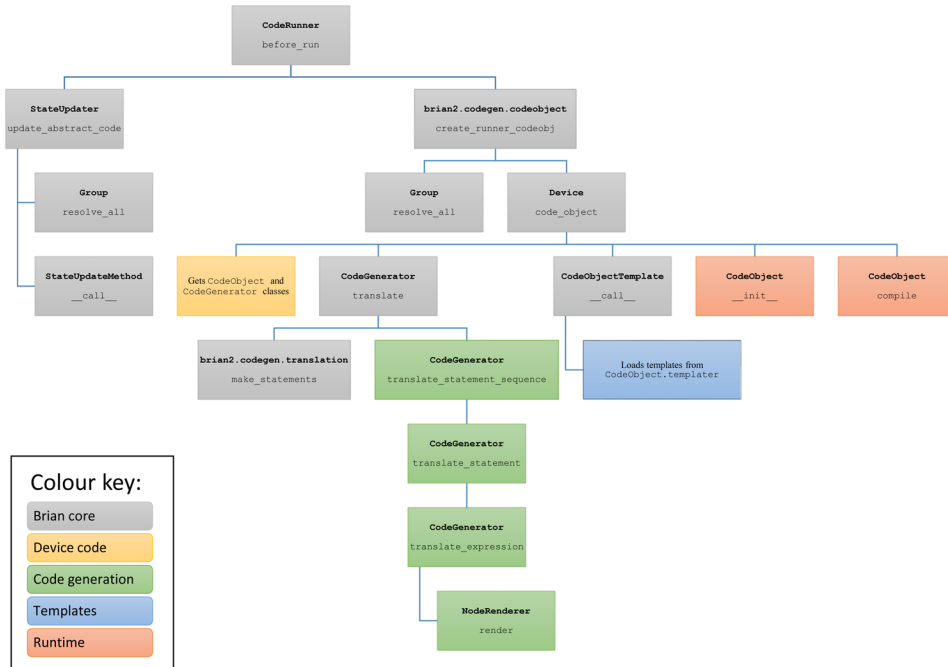 CodeRunner
before_run
StateUpdater
update_abstract_code
brian2.codegen.codeobject
create_runner_codeobj
Group
resolve_all
Group
resolve_all
Device
code_object
StateUpdateMethod
__call__
Gets CodeObject and
CodeGenerator classes
CodeGenerator
translate
CodeObjectTemplate
__call__
CodeObject
__init__
CodeObject
compile
brian2.codegen.translation
make_statements
CodeGenerator
translate_statement_sequence
Loads templates from
CodeObject.templater
CodeGenerator
translate_statement
CodeGenerator
translate_expression
NodeRenderer
render
Colour key:
Brian core
Device code
Code generation
Templates
Runtime